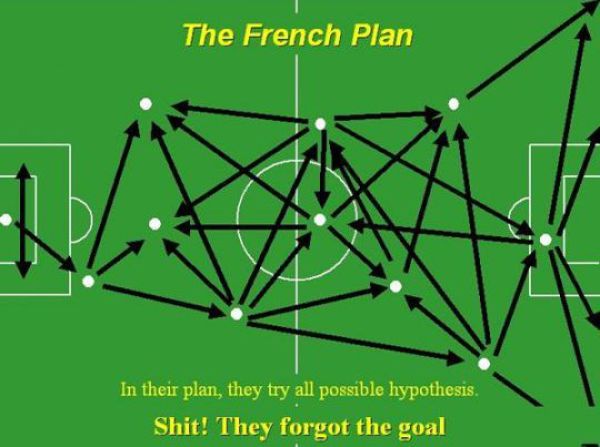 The French Plan
In their plan, they try all possible hypothesis.
Shit! They forgot the goal